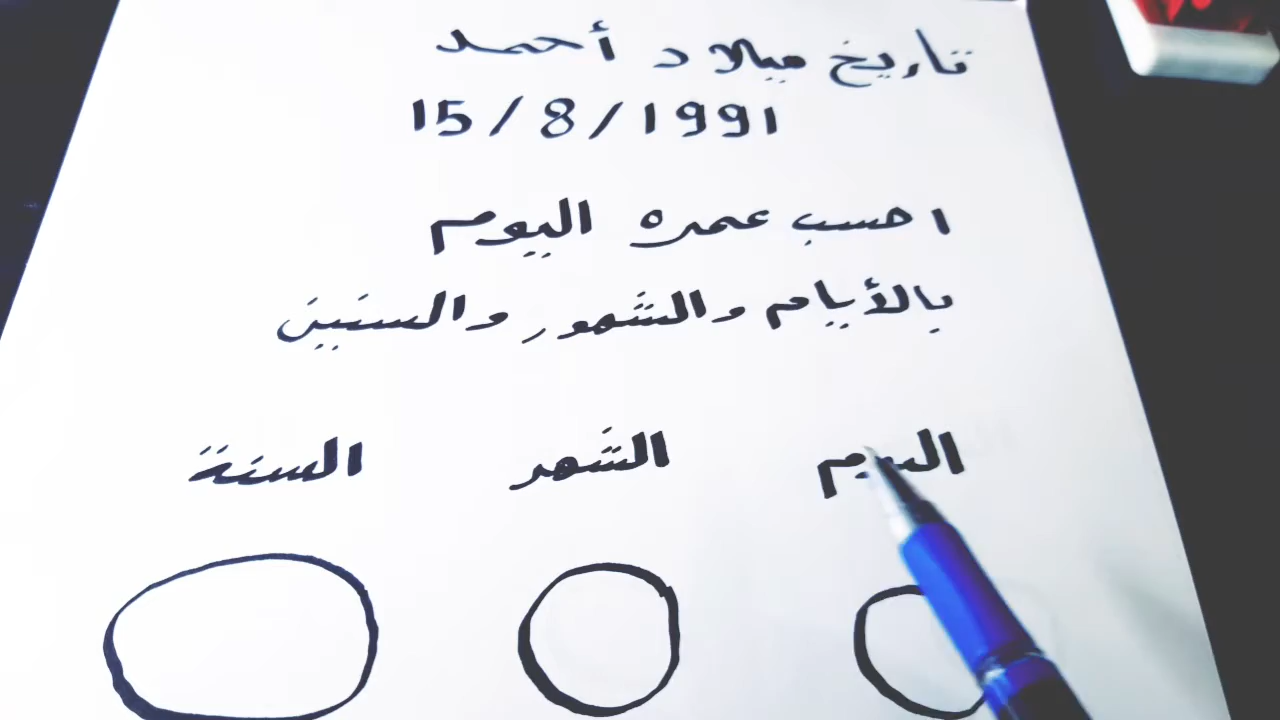 تاريخ ميلاد أحمد
15/8/1991
احسب عمره اليوم
بالأيام والشهور والسنين
اليوم الشهر السنة